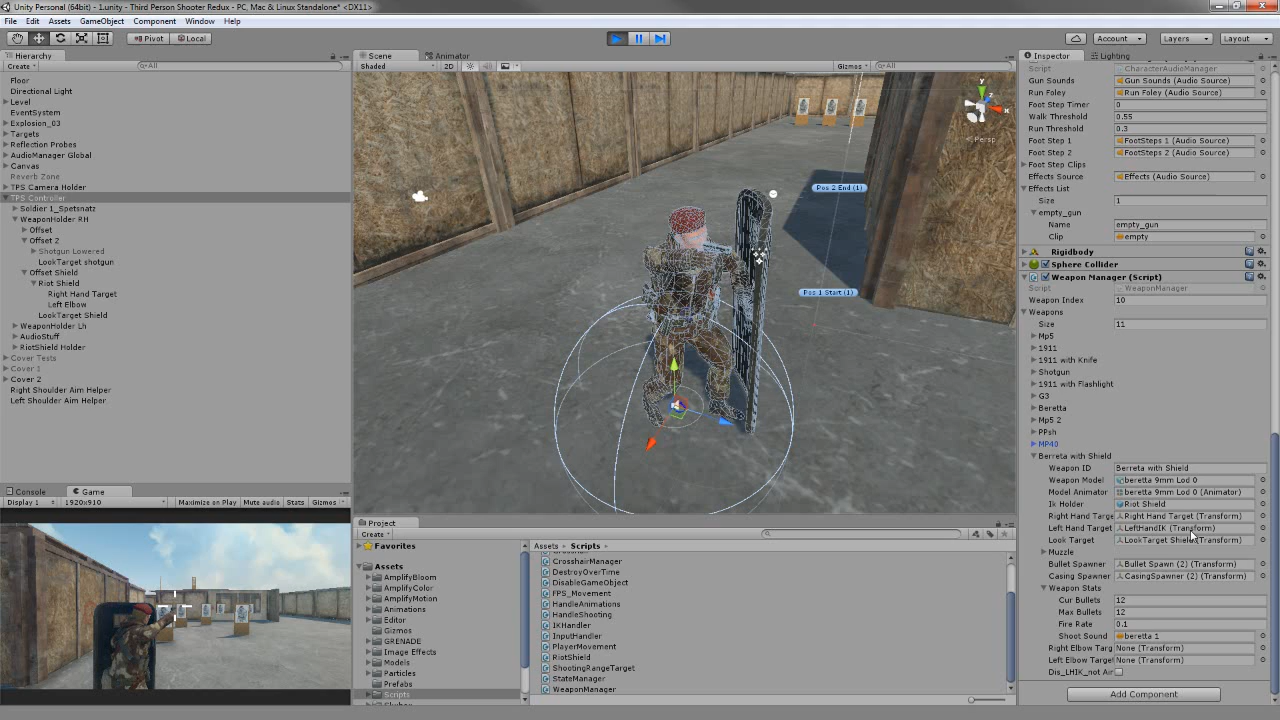 Unity Personal (64bit) - 1.unity - Third Person Shooter Redux - PC, Mac & Linux Standalone* <DX11>
File Edit Assets GameObject Component Window Help
Pivot Local Account Layers Layout
Hierarchy
Create All
Floor
Directional Light
Level
EventSystem
Explosion_03
Targets
Reflection Probes
AudioManager Global
Canvas
Reverb Zone
TPS Camera Holder
TPS Controller
Soldier 1_Spetsnatz
WeaponHolder RH
Offset
Offset 2
Shotgun Lowered
LookTarget shotgun
Offset Shield
Riot Shield
Right Hand Target
Left Elbow
LookTarget Shield
WeaponHolder Lh
AudioStuff
RiotShield Holder
Cover Tests
Cover 1
Cover 2
Right Shoulder Aim Helper
Left Shoulder Aim Helper
Scene Animator
Shaded 2D Gizmos All
y
x
z
Persp
Pos 2 End (1)
Pos 1 Start (1)
Console Game
Display 1 1920x910 Maximize on Play Mute audio Stats Gizmos
Project
Create
Favorites
Assets
AmplifyBloom
AmplifyColor
AmplifyMotion
Animations
Editor
Gizmos
GRENADE
Image Effects
Models
Particles
Prefabs
Scripts
Assets Scripts
CrosshairManager
DestroyOverTime
DisableGameObject
FPS_Movement
HandleAnimations
HandleShooting
IKHandler
InputHandler
PlayerMovement
RiotShield
ShootingRangeTarget
StateManager
WeaponManager
Inspector Lighting
Script CharacterAudioManager
Gun Sounds Gun Sounds (Audio Source)
Run Foley Run Foley (Audio Source)
Foot Step Timer 0
Walk Threshold 0.55
Run Threshold 0.3
Foot Step 1 FootSteps 1 (Audio Source)
Foot Step 2 FootSteps 2 (Audio Source)
Foot Step Clips
Effects Source Effects (Audio Source)
Effects List
Size 1
empty_gun
Name empty_gun
Clip empty
Rigidbody
Sphere Collider
Weapon Manager (Script)
Script WeaponManager
Weapon Index 10
Weapons
Size 11
Mp5
1911
1911 with Knife
Shotgun
1911 with Flashlight
G3
Beretta
Mp5 2
PPsh
MP40
Berreta with Shield
Weapon ID Berreta with Shield
Weapon Model beretta 9mm Lod 0
Model Animator beretta 9mm Lod 0 (Animator)
Ik Holder Riot Shield
Right Hand Targe Right Hand Target (Transform)
Left Hand Target LeftHandIK (Transform)
Look Target LookTarget Shield (Transform)
Muzzle
Bullet Spawner Bullet Spawn (2) (Transform)
Casing Spawner CasingSpawner (2) (Transform)
Weapon Stats
Cur Bullets 12
Max Bullets 12
Fire Rate 0.1
Shoot Sound beretta 1
Right Elbow Targ None (Transform)
Left Elbow Target None (Transform)
Dis_LHIK_not Air
Add Component